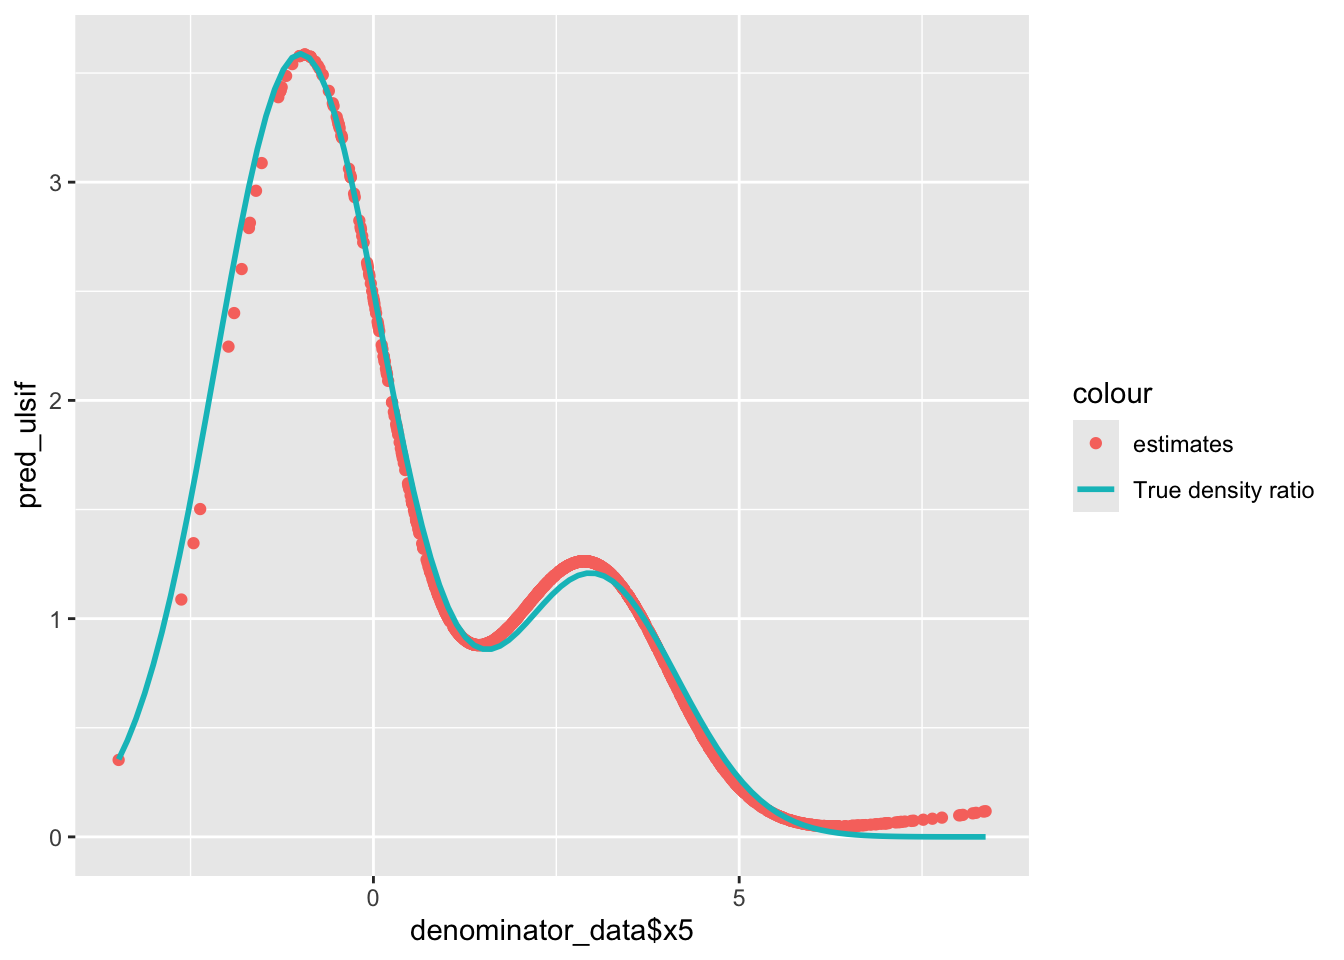 pred_ulsif
3
2
1
0
0
5
denominator_data$x5
colour
estimates
True density ratio